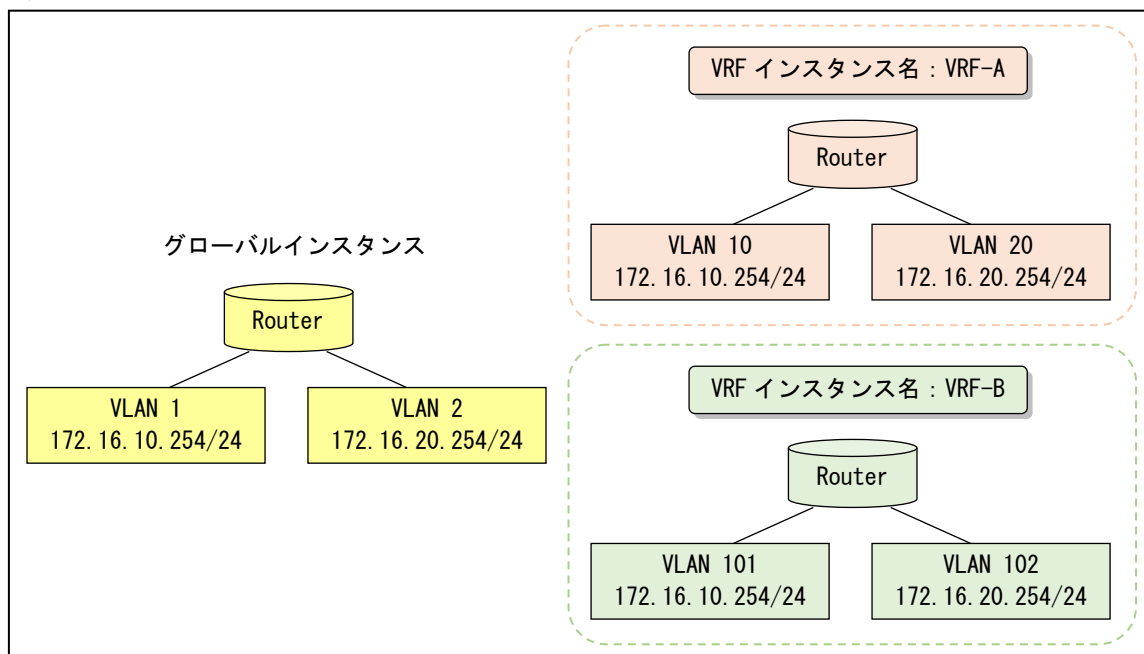 グローバルインスタンス
Router
VLAN 1
172.16.10.254/24
VLAN 2
172.16.20.254/24
VRF インスタンス名：VRF-A
Router
VLAN 10
172.16.10.254/24
VLAN 20
172.16.20.254/24
VRF インスタンス名：VRF-B
Router
VLAN 101
172.16.10.254/24
VLAN 102
172.16.20.254/24